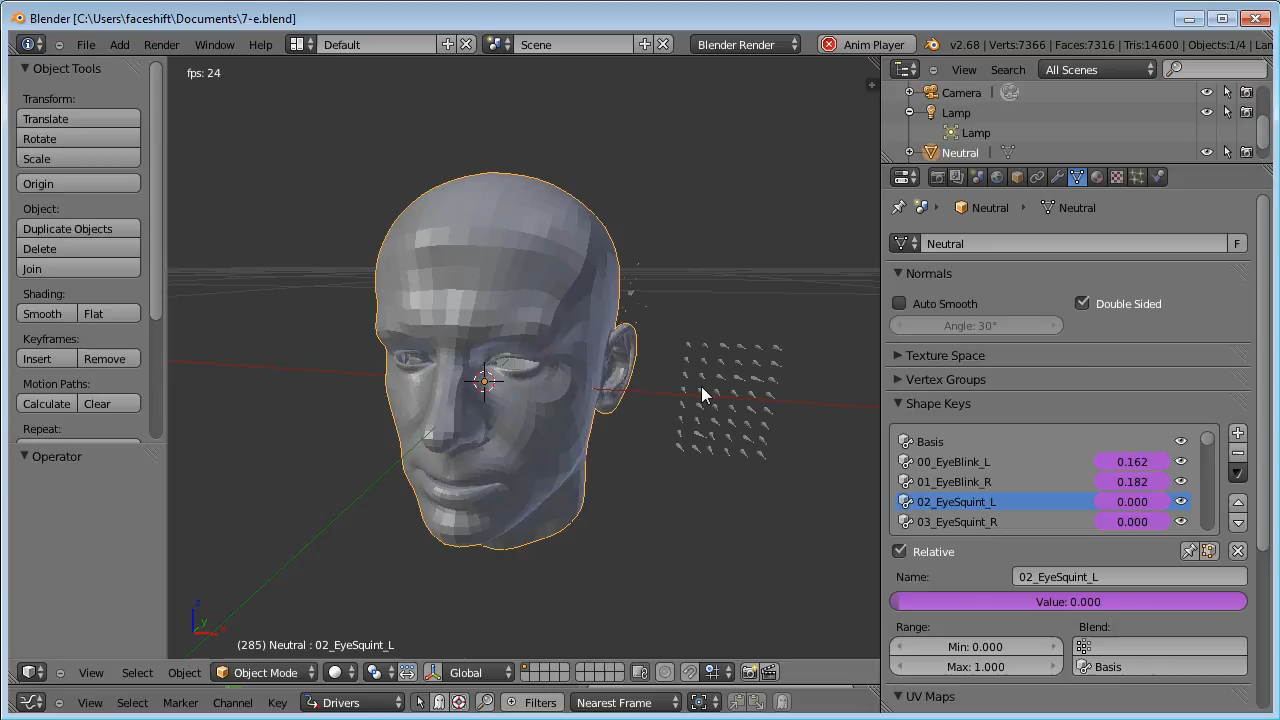 Blender [C:\Users\faceshift\Documents\7-e.blend]
File Add Render Window Help Default Scene Blender Render Anim Player v2.68 | Verts:7366 | Faces:7316 | Tris:14600 | Objects:1/4 | Lam
Object Tools
Transform:
Translate
Rotate
Scale
Origin
Object:
Duplicate Objects
Delete
Join
Shading:
Smooth Flat
Keyframes:
Insert Remove
Motion Paths:
Calculate Clear
Repeat:
Operator
fps: 24
(285) Neutral : 02_EyeSquint_L
z
y
x
View Select Object Object Mode Global
View Select Marker Channel Key Drivers Filters Nearest Frame
View Search All Scenes
Camera
Lamp
Lamp
Neutral
Neutral Neutral
Neutral F
Normals
Auto Smooth Double Sided
Angle: 30°
Texture Space
Vertex Groups
Shape Keys
Basis
00_EyeBlink_L 0.162
01_EyeBlink_R 0.182
02_EyeSquint_L 0.000
03_EyeSquint_R 0.000
Relative
Name: 02_EyeSquint_L
Value: 0.000
Range: Blend:
Min: 0.000
Max: 1.000 Basis
UV Maps